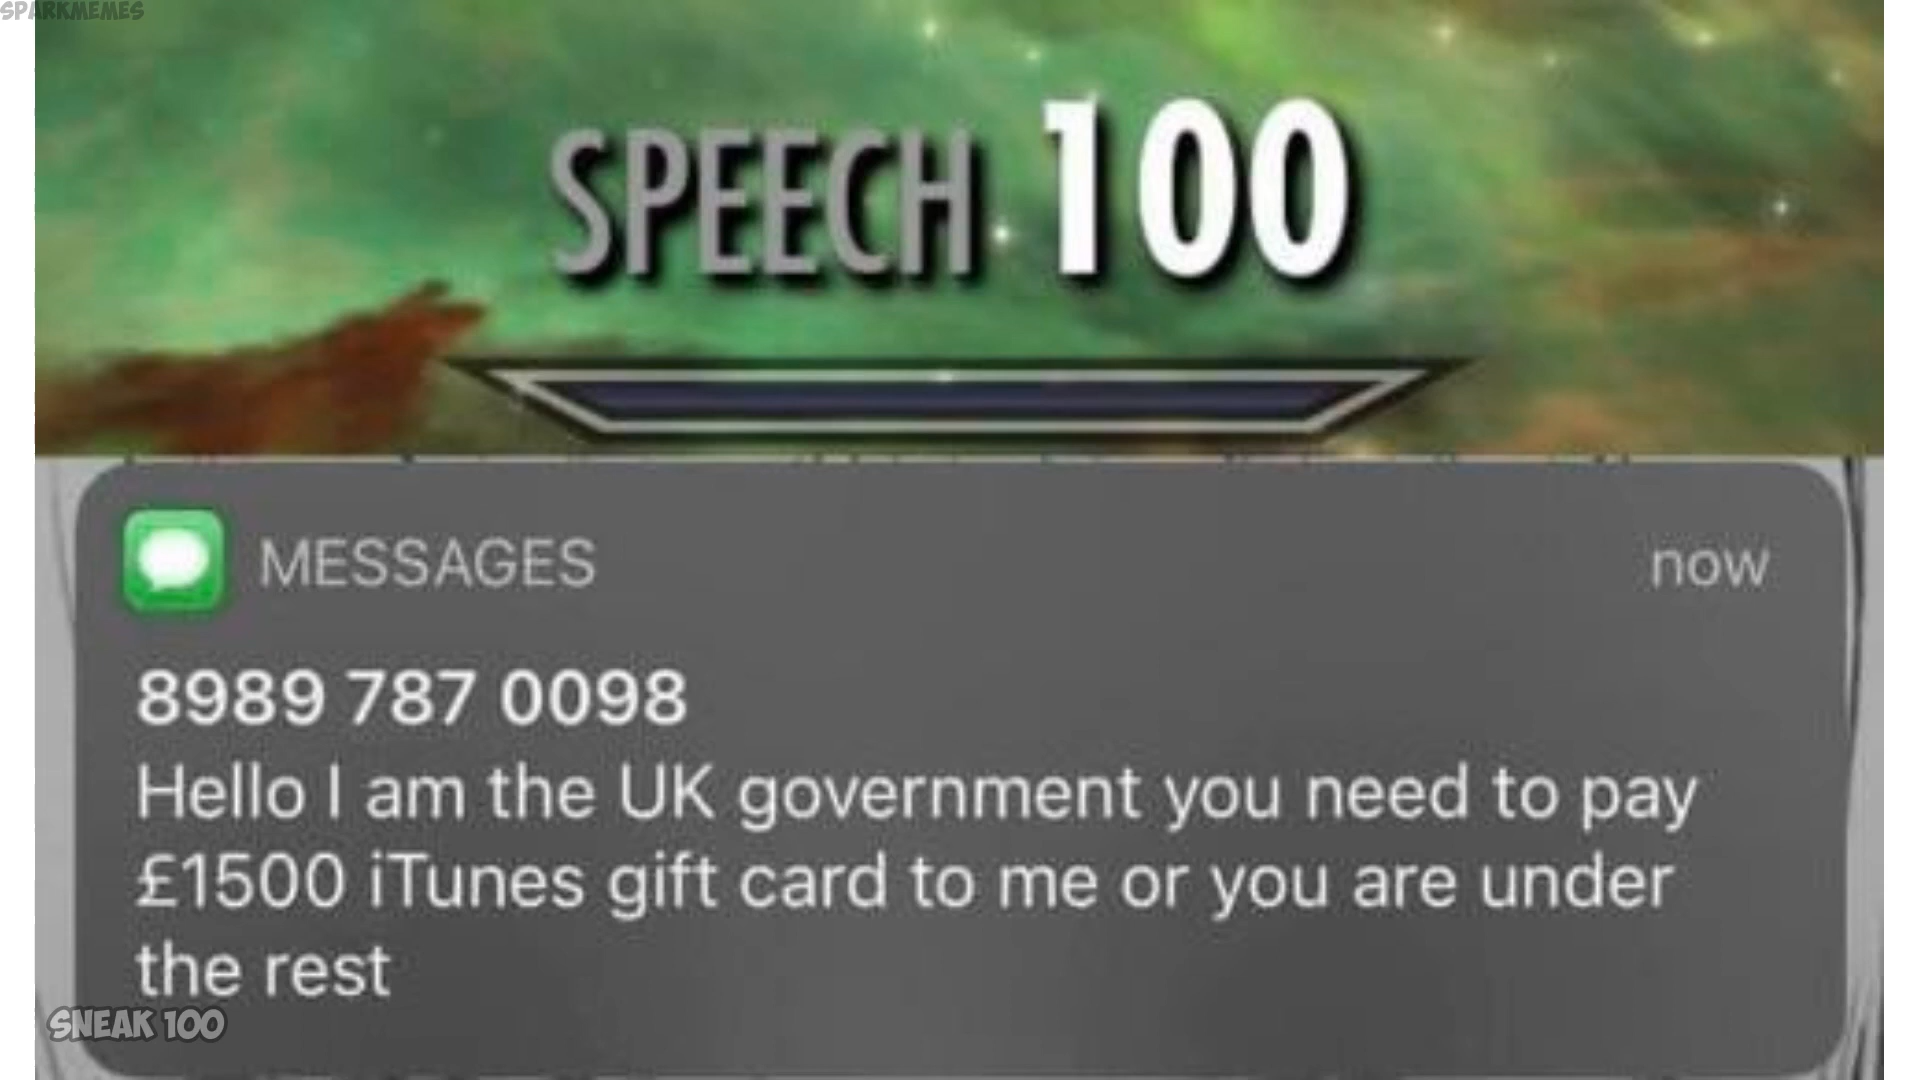 SPARKMEMES
SPEECH 100
MESSAGES now
8989 787 0098
Hello I am the UK government you need to pay
£1500 iTunes gift card to me or you are under
the rest
SNEAK 100